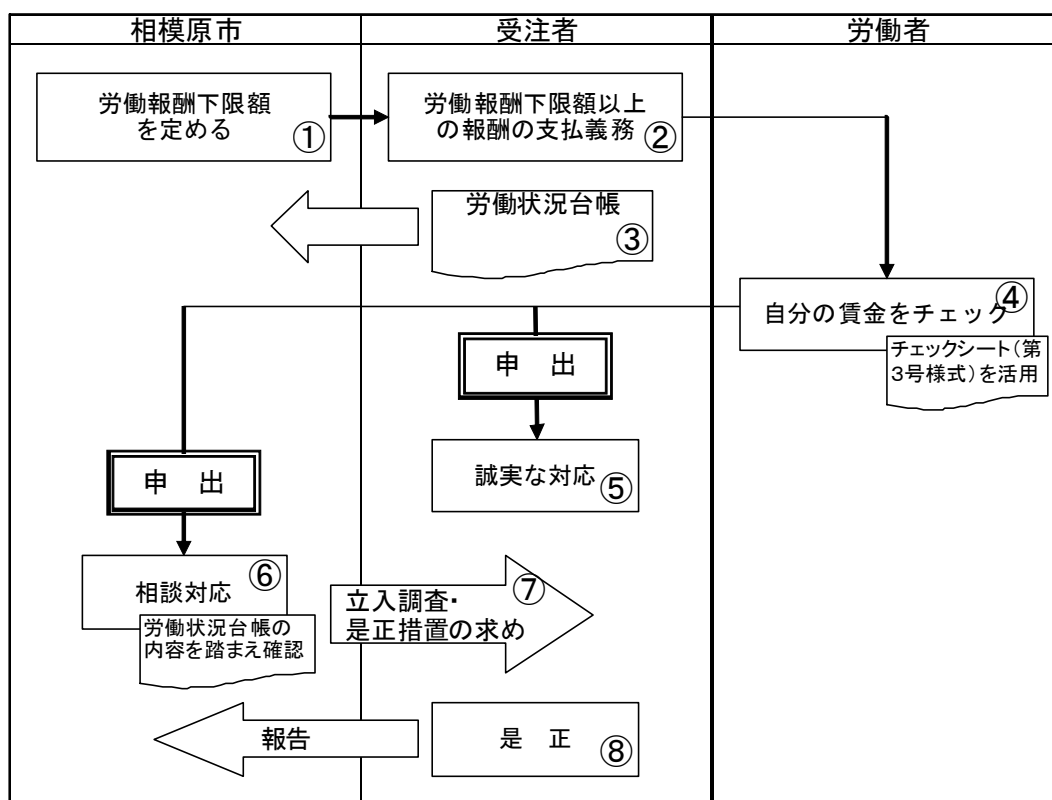 相模原市
受注者
労働者
労働報酬下限額
を定める
①
労働報酬下限額以上
の報酬の支払義務
②
労働状況台帳
③
自分の賃金をチェック
④
チェックシート(第
3号様式)を活用
申 出
誠実な対応
⑤
申 出
相談対応
⑥
労働状況台帳の
内容を踏まえ確認
立入調査・
是正措置の求め
⑦
報告
是 正
⑧